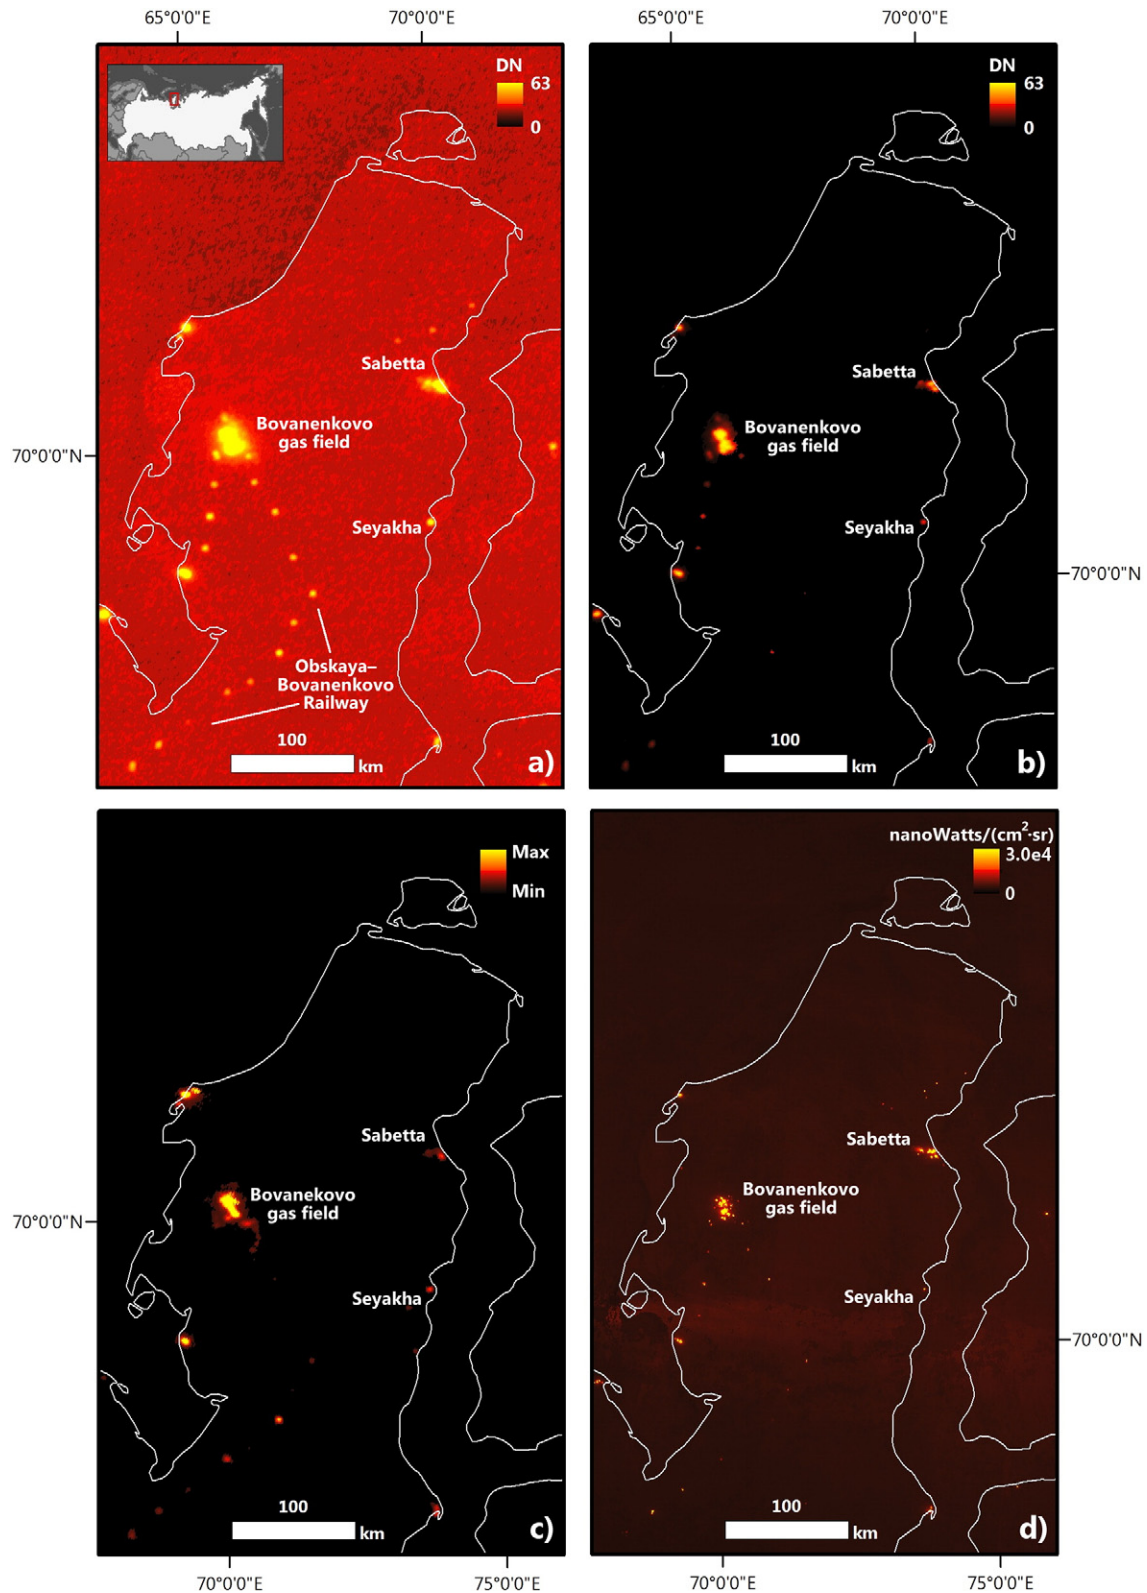 65°0'0"E
70°0'0"E
65°0'0"E
70°0'0"E
DN
63
0
Sabetta
Bovanenkovo
gas field
70°0'0"N
Seyakha
Obskaya–
Bovanenkovo
Railway
100
km
a)
DN
63
0
Sabetta
Bovanenkovo
gas field
Seyakha
70°0'0"N
100
km
b)
Max
Min
Sabetta
Bovanekovo
gas field
70°0'0"N
Seyakha
100
km
c)
nanoWatts/(cm²·sr)
3.0e4
0
Sabetta
Bovanenkovo
gas field
Seyakha
70°0'0"N
100
km
d)
70°0'0"E
75°0'0"E
70°0'0"E
75°0'0"E